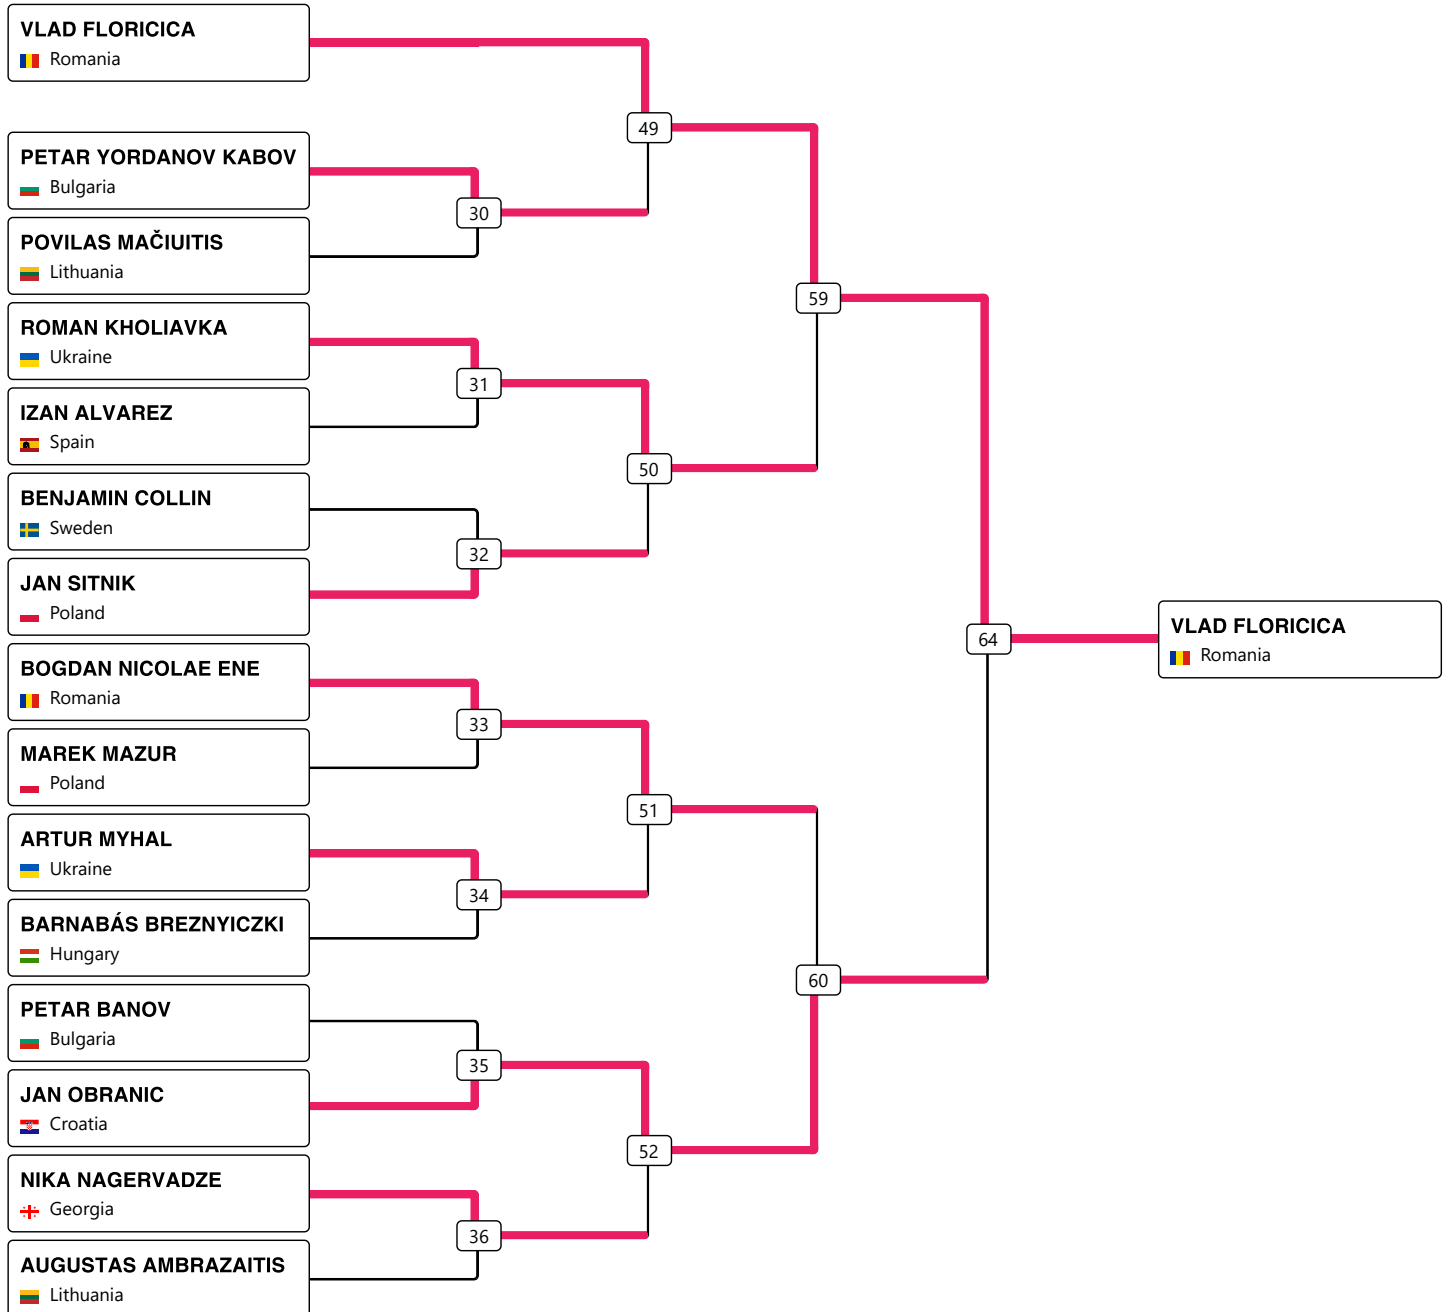 VLAD FLORICICA
Romania
PETAR YORDANOV KABOV
Bulgaria
POVILAS MAČIUITIS
Lithuania
ROMAN KHOLIAVKA
Ukraine
IZAN ALVAREZ
Spain
BENJAMIN COLLIN
Sweden
JAN SITNIK
Poland
BOGDAN NICOLAE ENE
Romania
MAREK MAZUR
Poland
ARTUR MYHAL
Ukraine
BARNABÁS BREZNYICZKI
Hungary
PETAR BANOV
Bulgaria
JAN OBRANIC
Croatia
NIKA NAGERVADZE
Georgia
AUGUSTAS AMBRAZAITIS
Lithuania
30
31
32
33
34
35
36
49
50
51
52
59
60
64
VLAD FLORICICA
Romania